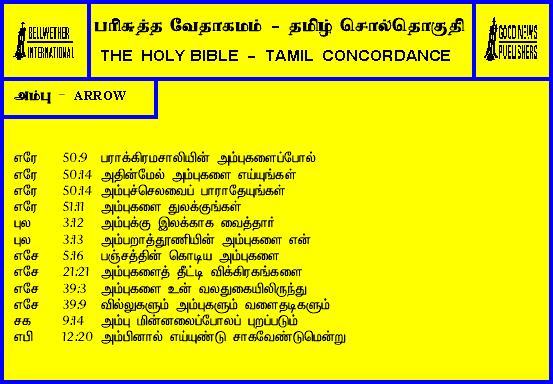 BELLWETHER
INTERNATIONAL
பரிசுத்த வேதாகமம் - தமிழ் சொல்தொகுதி
THE HOLY BIBLE - TAMIL CONCORDANCE
GOOD NEWS
PUBLISHERS
அம்பு - ARROW
எரே 50:9 பராக்கிரமசாலியின் அம்புகளைப்போல்
எரே 50:14 அதின்மேல் அம்புகளை எய்யுங்கள்
எரே 50:14 அம்புச்செலவைப் பாராதேயுங்கள்
எரே 51:11 அம்புகளை துலக்குங்கள்
புல 3:12 அம்புக்கு இலக்காக வைத்தார்
புல 3:13 அம்பறாத்தூணியின் அம்புகளை என்
எசே 5:16 பஞ்சத்தின் கொடிய அம்புகளை
எசே 21:21 அம்புகளைத் தீட்டி விக்கிரகங்களை
எசே 39:3 அம்புகளை உன் வலதுகையிலிருந்து
எசே 39:9 வில்லுகளும் அம்புகளும் வளைதடிகளும்
சக 9:14 அம்பு மின்னலைப்போலப் புறப்படும்
எபி 12:20 அம்பினால் எய்யுண்டு சாகவேண்டுமென்று